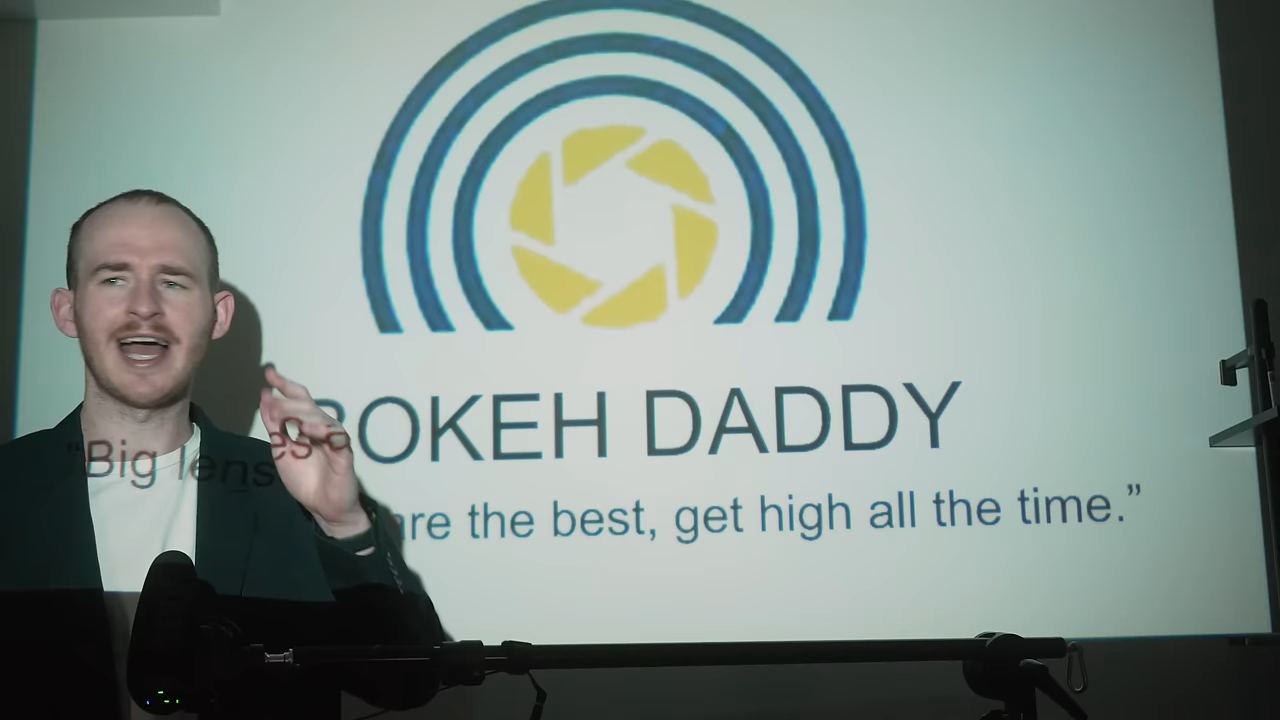 BOKEH DADDY
“Big lenses are the best, get high all the time.”